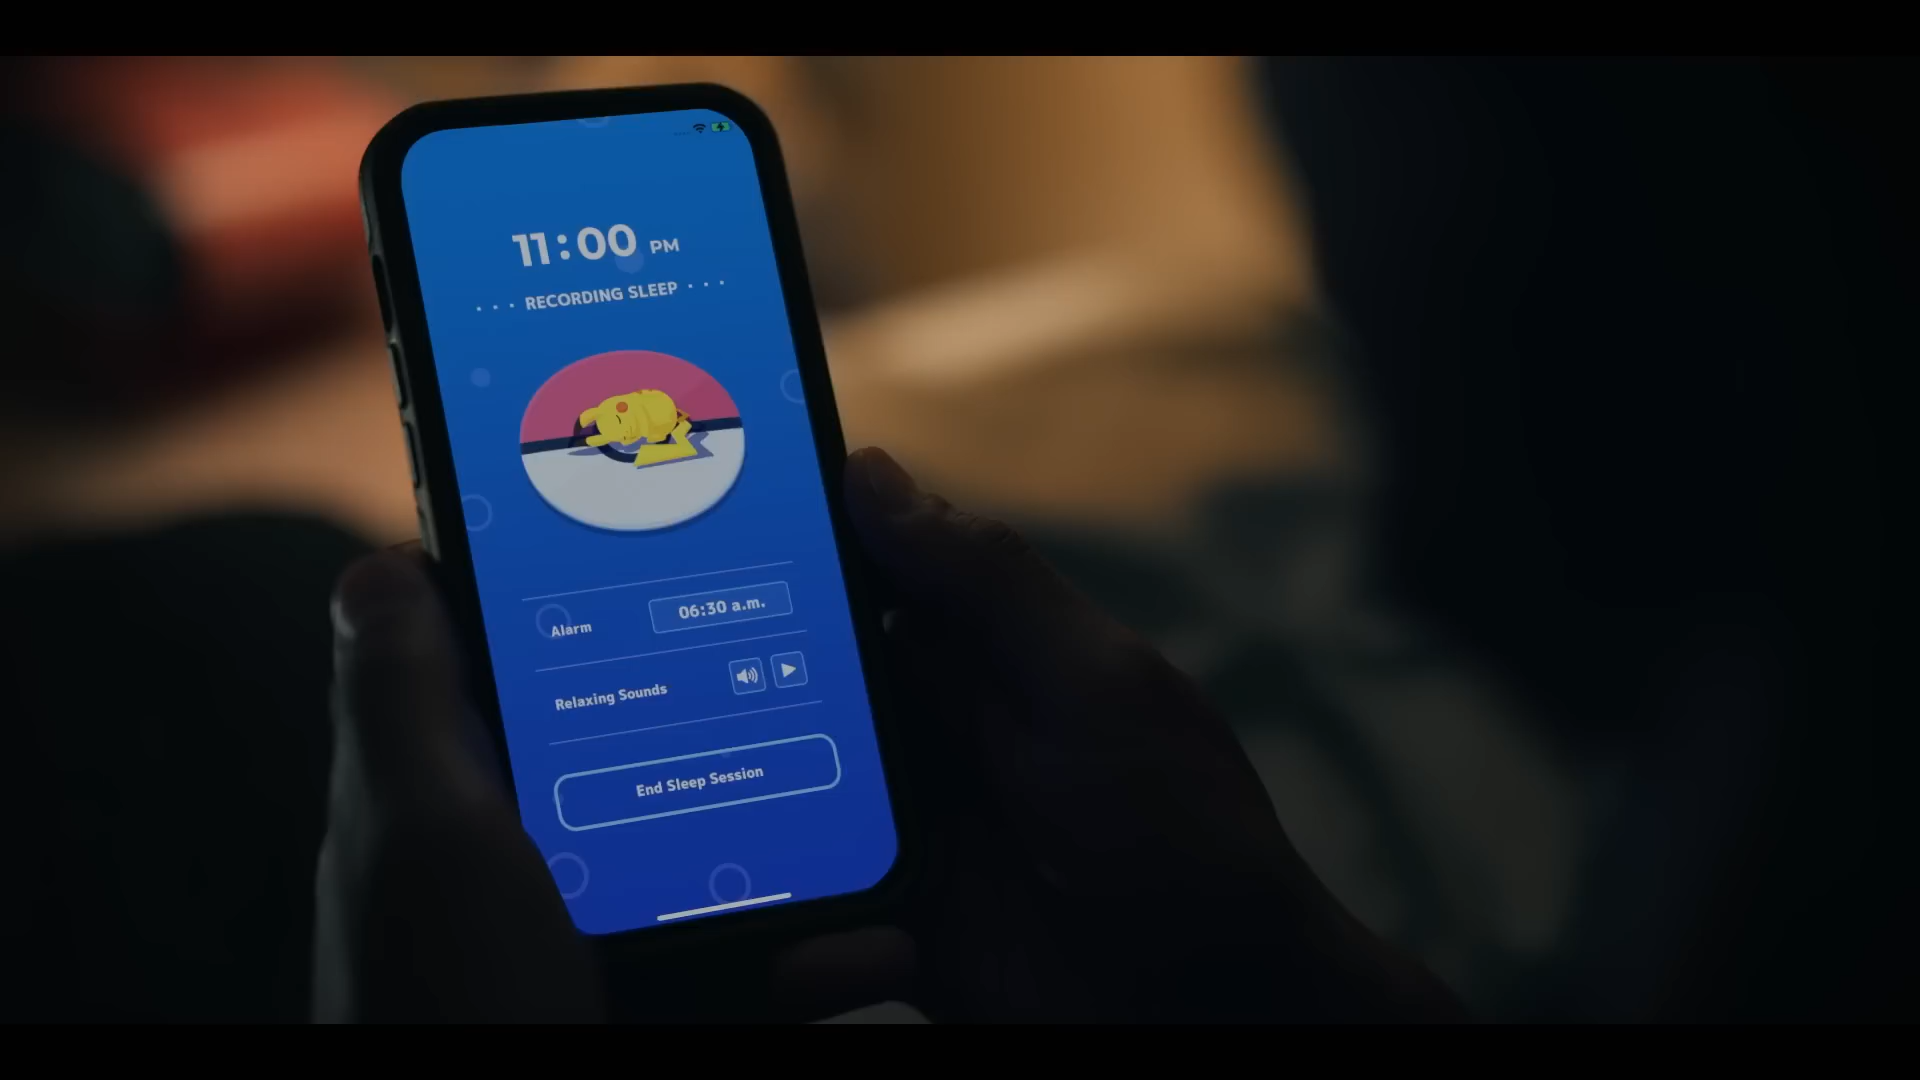 11:00 PM
· · · RECORDING SLEEP · · ·
Alarm
06:30 a.m.
Relaxing Sounds
End Sleep Session